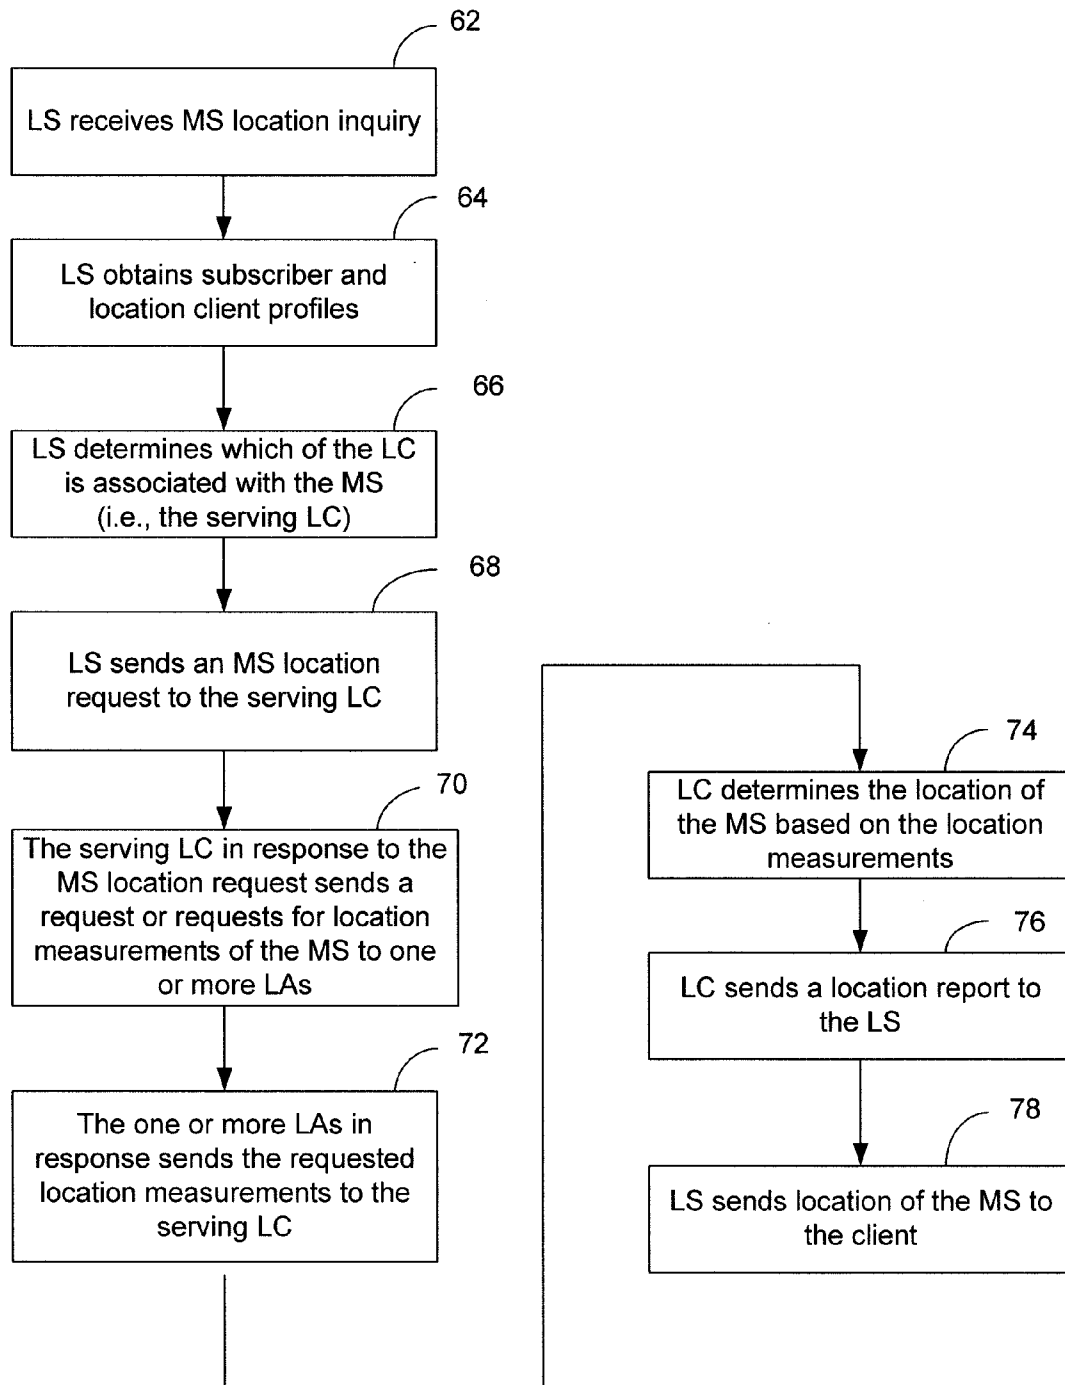 62
LS receives MS location inquiry
64
LS obtains subscriber and
location client profiles
66
LS determines which of the LC
is associated with the MS
(i.e., the serving LC)
68
LS sends an MS location
request to the serving LC
70
The serving LC in response to the
MS location request sends a
request or requests for location
measurements of the MS to one
or more LAs
72
The one or more LAs in
response sends the requested
location measurements to the
serving LC
74
LC determines the location of
the MS based on the location
measurements
76
LC sends a location report to
the LS
78
LS sends location of the MS to
the client